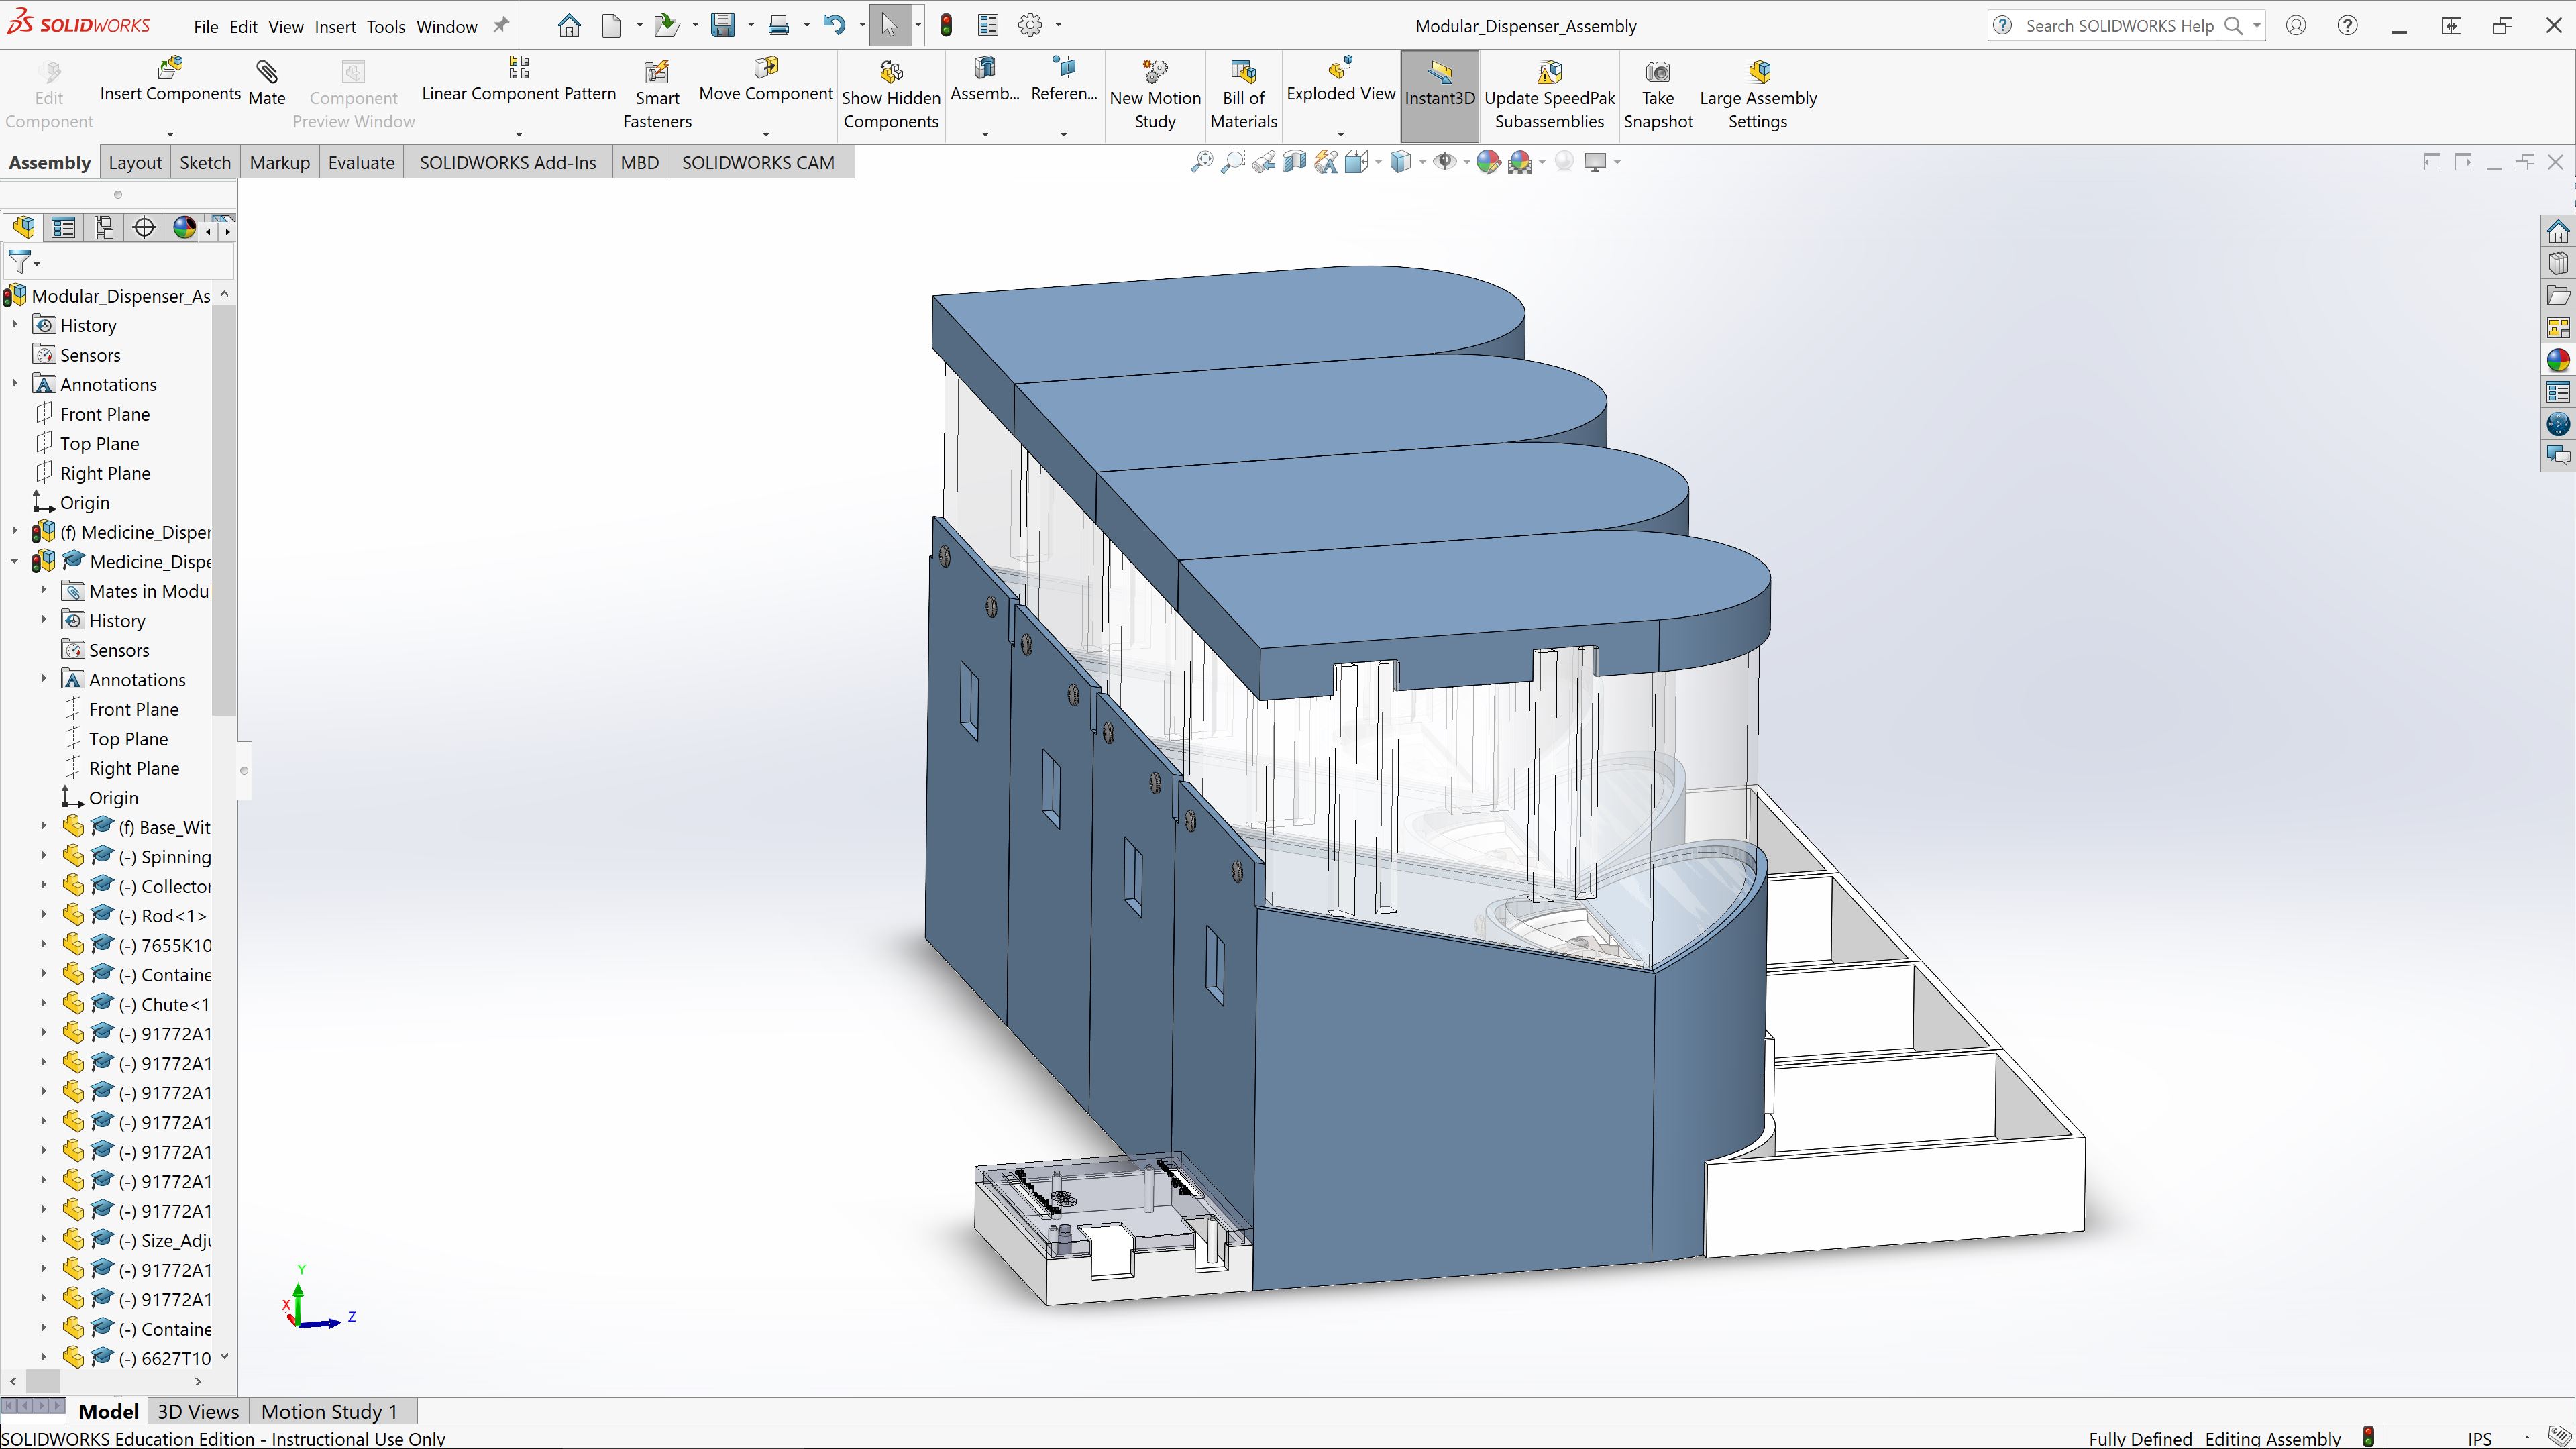 SOLIDWORKS
File Edit View Insert Tools Window
Modular_Dispenser_Assembly
Search SOLIDWORKS Help
Edit Component
Insert Components
Mate
Component Preview Window
Linear Component Pattern
Smart Fasteners
Move Component
Show Hidden Components
Assemb...
Referen...
New Motion Study
Bill of Materials
Exploded View
Instant3D
Update SpeedPak Subassemblies
Take Snapshot
Large Assembly Settings
Assembly Layout Sketch Markup Evaluate SOLIDWORKS Add-Ins MBD SOLIDWORKS CAM
Modular_Dispenser_As
History
Sensors
Annotations
Front Plane
Top Plane
Right Plane
Origin
(f) Medicine_Disper
Medicine_Dispe
Mates in Modul
History
Sensors
Annotations
Front Plane
Top Plane
Right Plane
Origin
(f) Base_Wit
(-) Spinning
(-) Collector
(-) Rod<1>
(-) 7655K10
(-) Containe
(-) Chute<1
(-) 91772A1
(-) 91772A1
(-) 91772A1
(-) 91772A1
(-) 91772A1
(-) 91772A1
(-) 91772A1
(-) Size_Adju
(-) 91772A1
(-) 91772A1
(-) Containe
(-) 6627T10
Y
X
Z
Model 3D Views Motion Study 1
SOLIDWORKS Education Edition - Instructional Use Only
Fully Defined Editing Assembly IPS